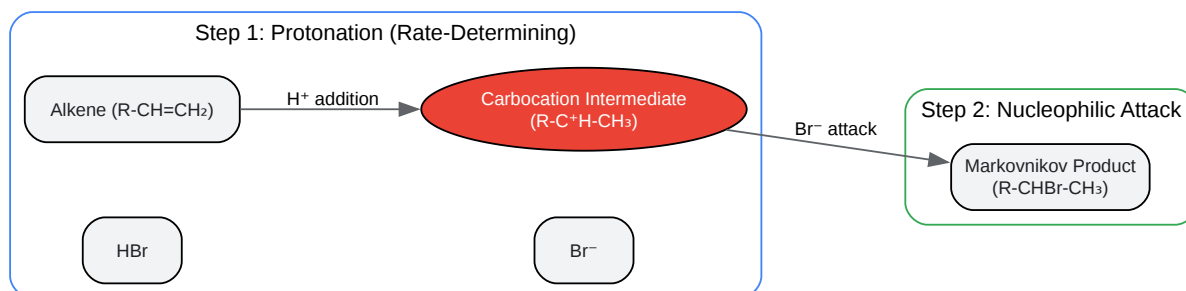 Step 1: Protonation (Rate-Determining)
Alkene (R-CH=CH₂)
H⁺ addition
Carbocation Intermediate
(R-C⁺H-CH₃)
HBr
Br⁻
Br⁻ attack
Step 2: Nucleophilic Attack
Markovnikov Product
(R-CHBr-CH₃)